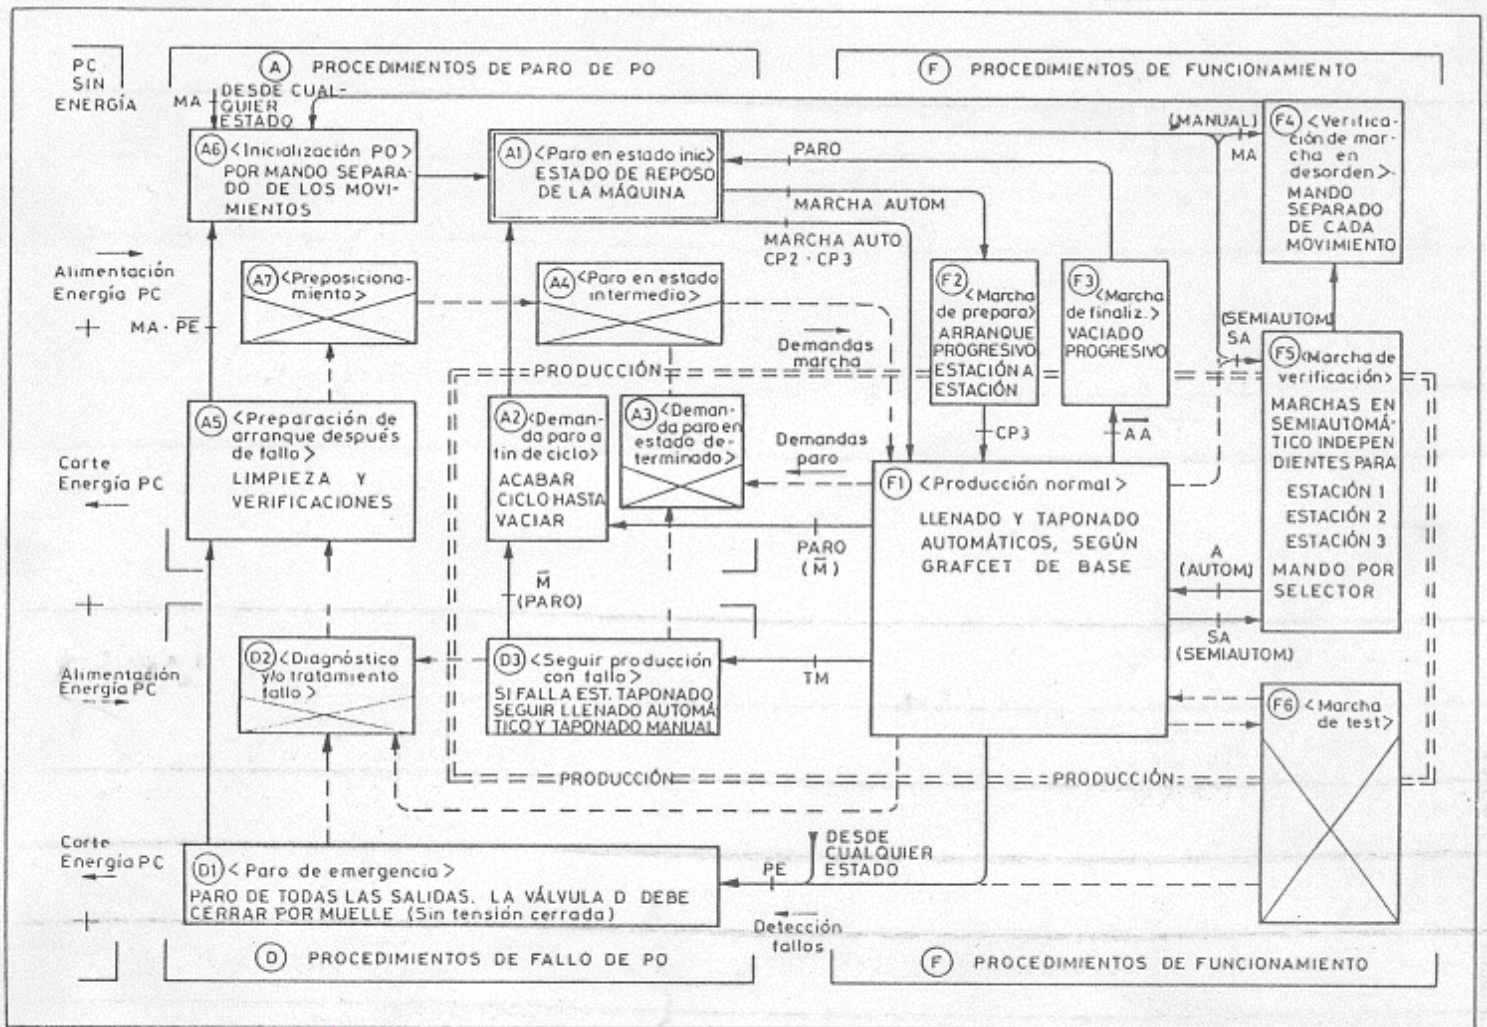 PC
SIN
ENERGÍA
A PROCEDIMIENTOS DE PARO DE PO
F PROCEDIMIENTOS DE FUNCIONAMIENTO
MA
DESDE CUAL-
QUIER
ESTADO
A6 <Inicialización PO>
POR MANDO SEPARA-
DO DE LOS MOVI-
MIENTOS
A1 <Paro en estado inic>
ESTADO DE REPOSO
DE LA MÁQUINA
PARO
MARCHA AUTOM
MARCHA AUTO
CP2 · CP3
(MANUAL)
MA
F4 <Verifica-
ción de mar-
cha en
desorden>
MANDO
SEPARADO
DE CADA
MOVIMIENTO
Alimentación
Energía PC
MA · P̅E̅
A7 <Preposiciona-
miento>
A4 <Paro en estado
intermedio>
Demandas
marcha
F2
<Marcha
de prepara>
ARRANQUE
PROGRESIVO
ESTACIÓN A
ESTACIÓN
F3
<Marcha
de finaliz.>
VACIADO
PROGRESIVO
(SEMIAUTOM)
SA
F5 <Marcha de
verificación>
MARCHAS EN
SEMIAUTOMÁ-
TICO INDEPEN
DIENTES PARA
ESTACIÓN 1
ESTACIÓN 2
ESTACIÓN 3
MANDO POR
SELECTOR
PRODUCCIÓN
A5 <Preparación de
arranque después
de fallo>
LIMPIEZA Y
VERIFICACIONES
A2 <Deman-
da paro a
fin de ciclo>
ACABAR
CICLO HASTA
VACIAR
A3 <Deman-
da paro en
estado de-
terminado>
Demandas
paro
CP3
A̅A̅
Corte
Energía PC
F1 <Producción normal>
LLENADO Y TAPONADO
AUTOMÁTICOS, SEGÚN
GRAFCET DE BASE
PARO
(M̅)
M̅
(PARO)
A
(AUTOM)
SA
(SEMIAUTOM)
Alimentación
Energía PC
D2 <Diagnóstico
y/o tratamiento
fallo>
D3 <Seguir producción
con fallo>
SI FALLA EST. TAPONADO
SEGUIR LLENADO AUTOMÁ
TICO Y TAPONADO MANUAL
TM
F6 <Marcha
de test>
PRODUCCIÓN
PRODUCCIÓN
Corte
Energía PC
D1 <Paro de emergencia>
PARO DE TODAS LAS SALIDAS. LA VÁLVULA D DEBE
CERRAR POR MUELLE (Sin tensión cerrada)
PE
DESDE
CUALQUIER
ESTADO
Detección
fallos
D PROCEDIMIENTOS DE FALLO DE PO
F PROCEDIMIENTOS DE FUNCIONAMIENTO